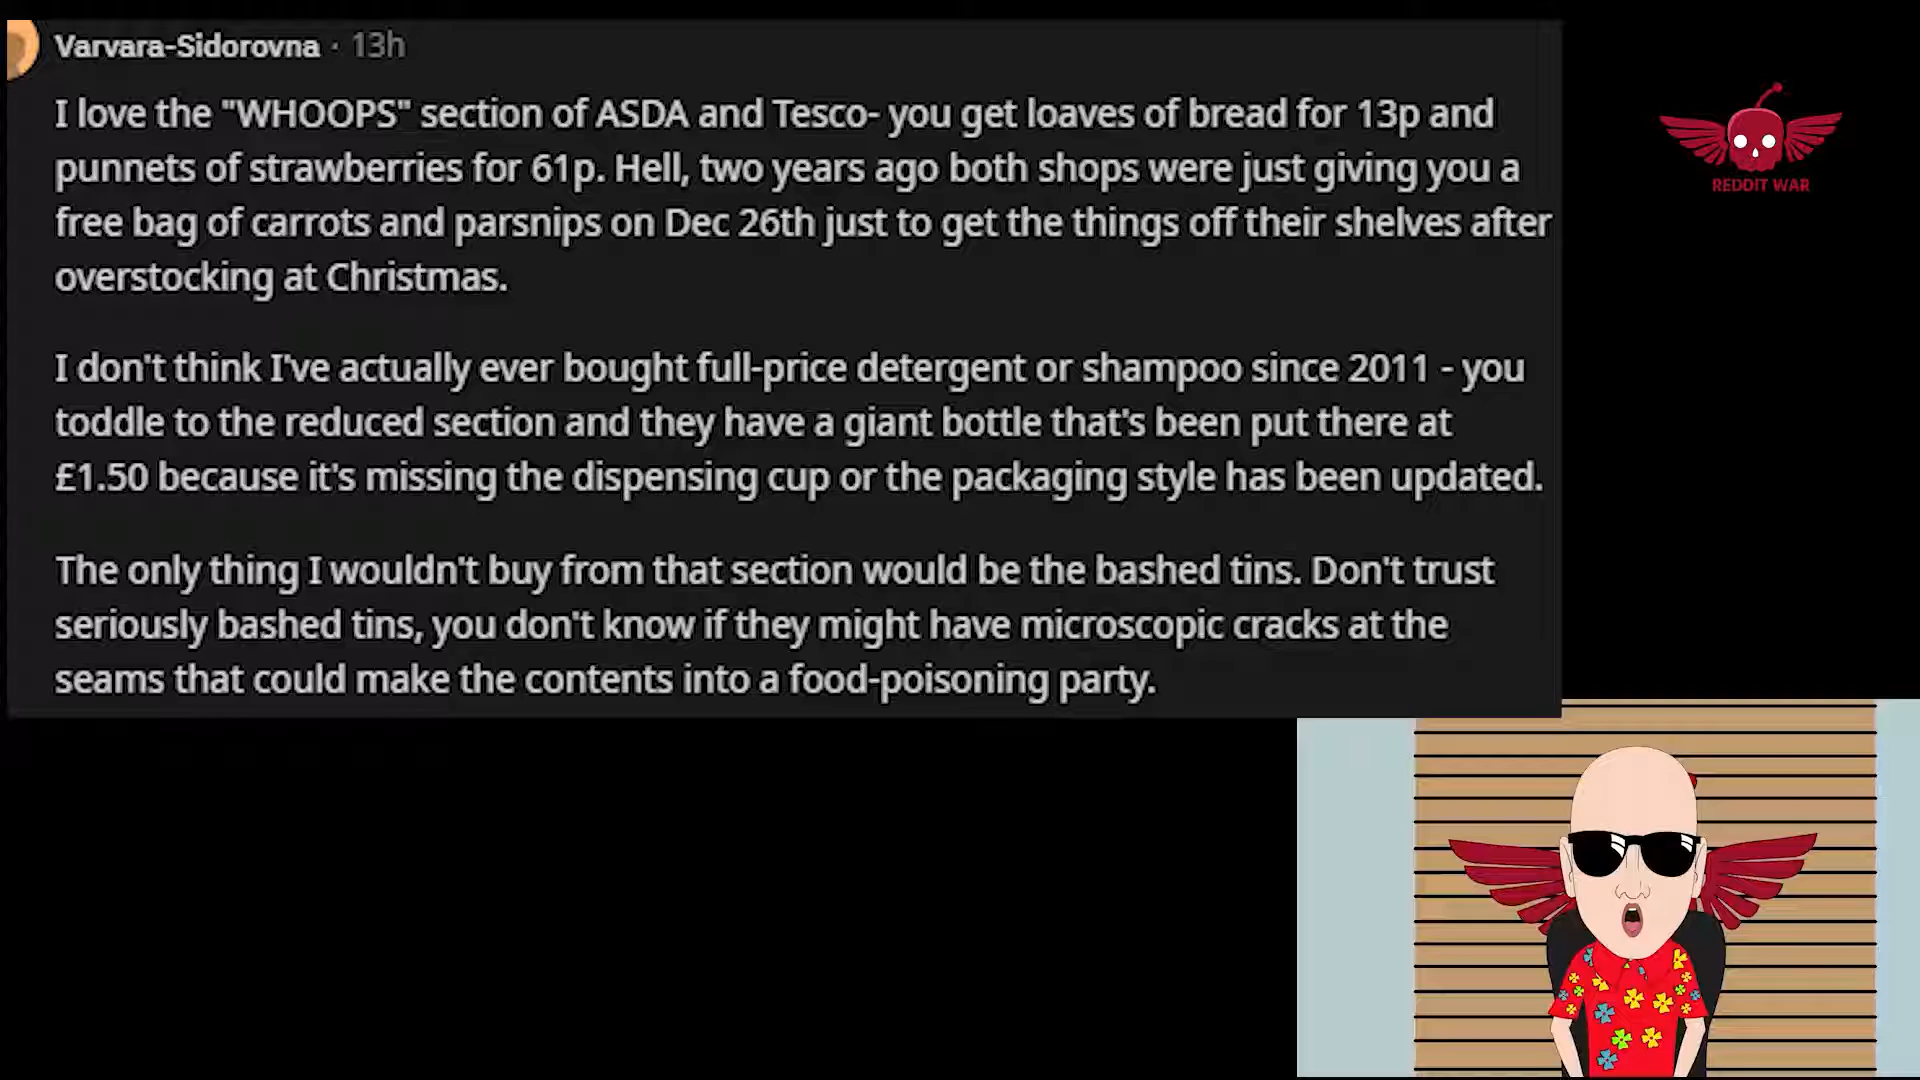 Varvara-Sidorovna · 13h
I love the "WHOOPS" section of ASDA and Tesco- you get loaves of bread for 13p and
punnets of strawberries for 61p. Hell, two years ago both shops were just giving you a
free bag of carrots and parsnips on Dec 26th just to get the things off their shelves after
overstocking at Christmas.
I don't think I've actually ever bought full-price detergent or shampoo since 2011 - you
toddle to the reduced section and they have a giant bottle that's been put there at
£1.50 because it's missing the dispensing cup or the packaging style has been updated.
The only thing I wouldn't buy from that section would be the bashed tins. Don't trust
seriously bashed tins, you don't know if they might have microscopic cracks at the
seams that could make the contents into a food-poisoning party.
REDDIT WAR